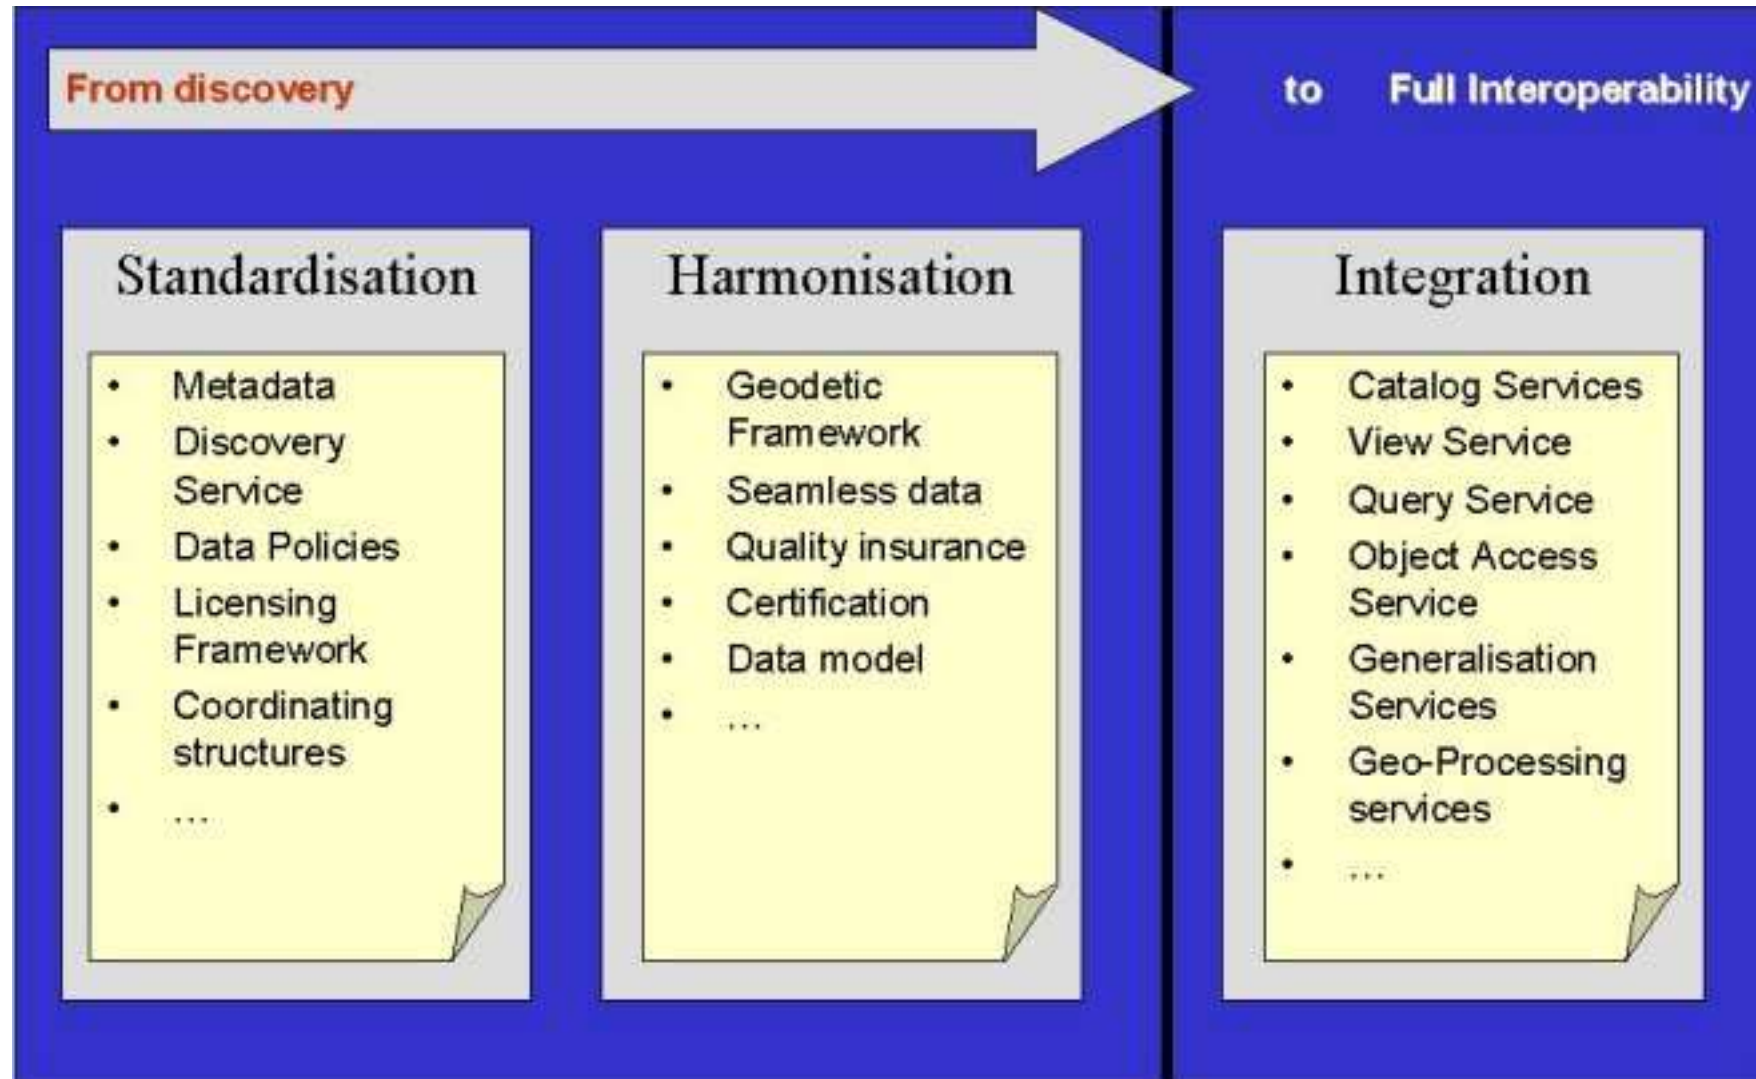 From discovery
to Full Interoperability
Standardisation
• Metadata
• Discovery
Service
• Data Policies
• Licensing
Framework
• Coordinating
structures
• ...
Harmonisation
• Geodetic
Framework
• Seamless data
• Quality insurance
• Certification
• Data model
• ...
Integration
• Catalog Services
• View Service
• Query Service
• Object Access
Service
• Generalisation
Services
• Geo-Processing
services
• ...